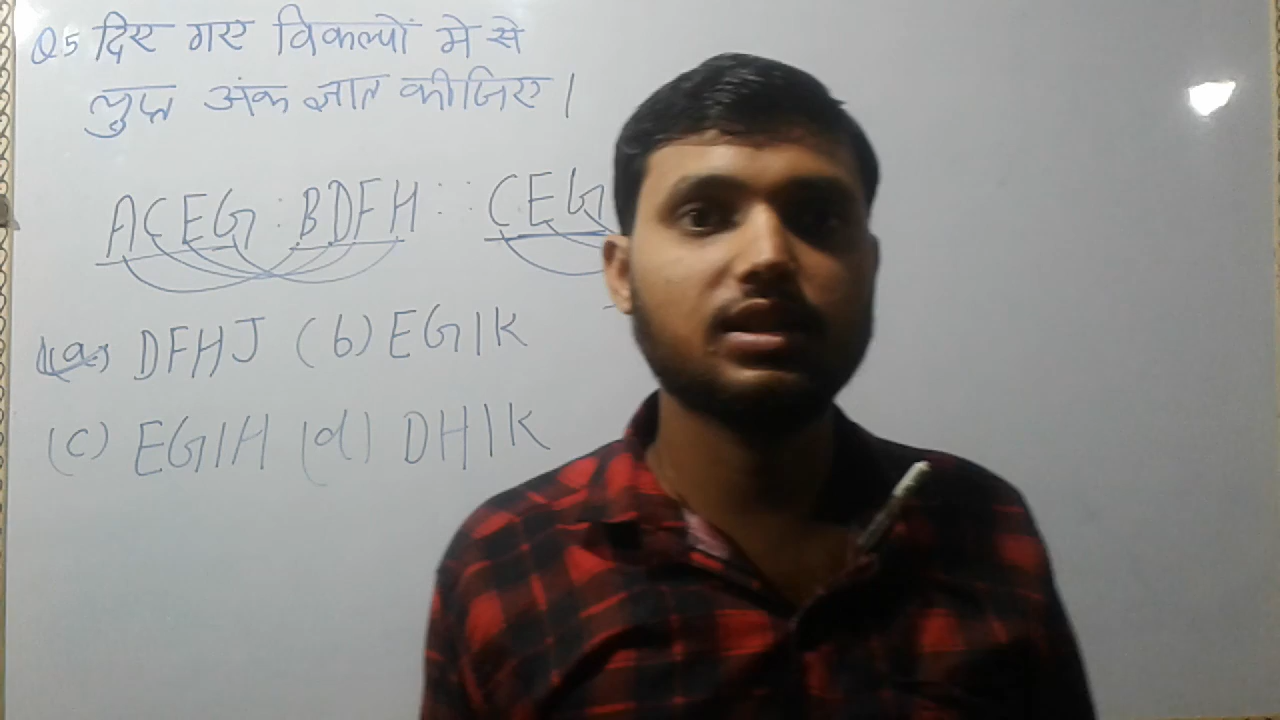 Q5 दिए गए विकल्पों मे से
लुप्त अंक ज्ञात कीजिए।
ACEG : BDFH :: CEG
(a) DFHJ (b) EGIK
(c) EGIH (d) DHIK